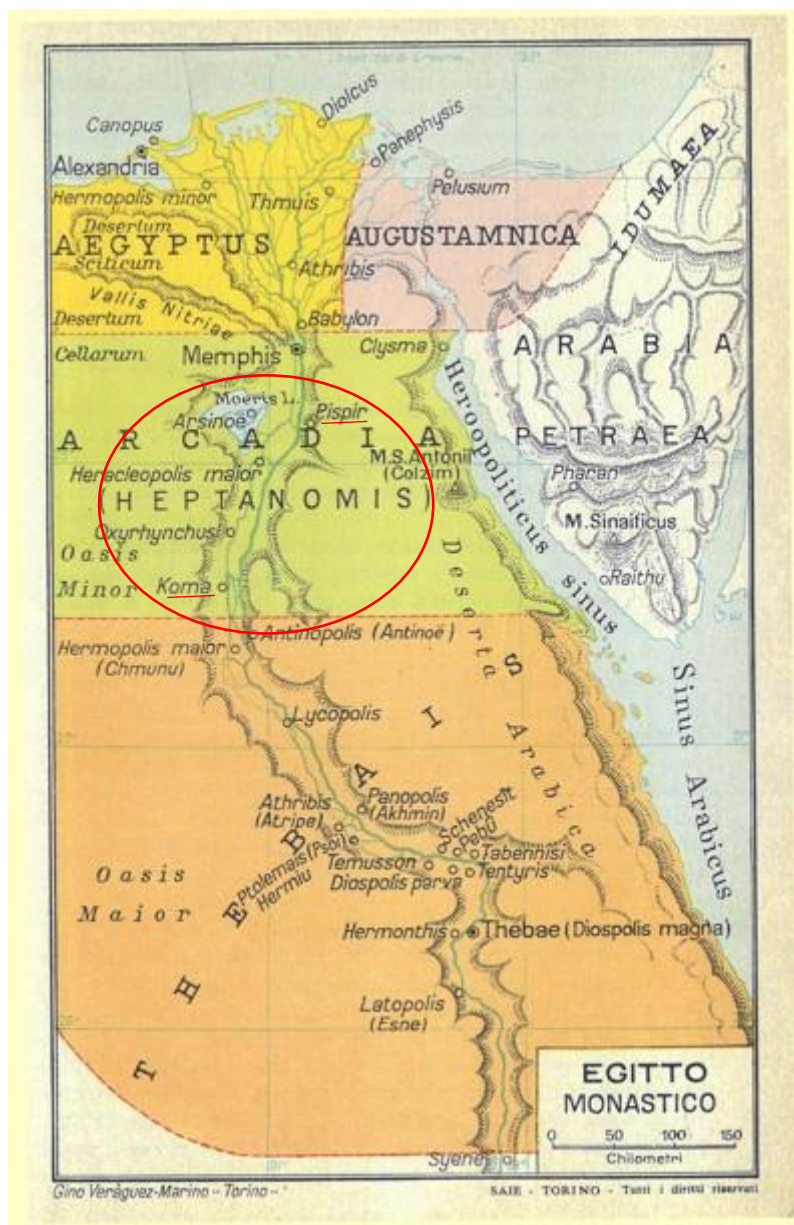 Diolcus
Canopus
Panephysis
Alexandria
Pelusium
Hermopolis minor
Thmuis
IDUMAEA
Desertum
AEGYPTUS
AUGUSTAMNICA
Sciticum
Athribis
Vallis Nitriae
Desertum
Babylon
Cellarum
Memphis
Clysma
ARABIA
Heroopoliticus sinus
Moeris L.
Pispir
Arsinoë
ARCADIA
PETRAEA
M.S.Antonii
Heracleopolis maior
(Colzim)
Pharan
(HEPTANOMIS)
M.Sinaiticus
Oxyrhynchus
Oasis
Deserta Arabica
Raithu
Minor
Koma
Antinopolis (Antinoë)
Hermopolis maior
(Chmunu)
Sinus Arabicus
THEBAIS
Lycopolis
Panopolis
Athribis
(Akhmin)
(Atripe)
Schenesit
Pabū
Ptolemais (Psoi)
Hermiu
Tabennisi
Temusson
Tentyris
Oasis
Diospolis parva
Maior
Hermonthis
Thebae (Diospolis magna)
Latopolis
(Esne)
EGITTO
MONASTICO
0 50 100 150
Chilometri
Syene
Gino Veràguez-Marino - Torino -
SAIE - TORINO - Tutti i diritti riservati